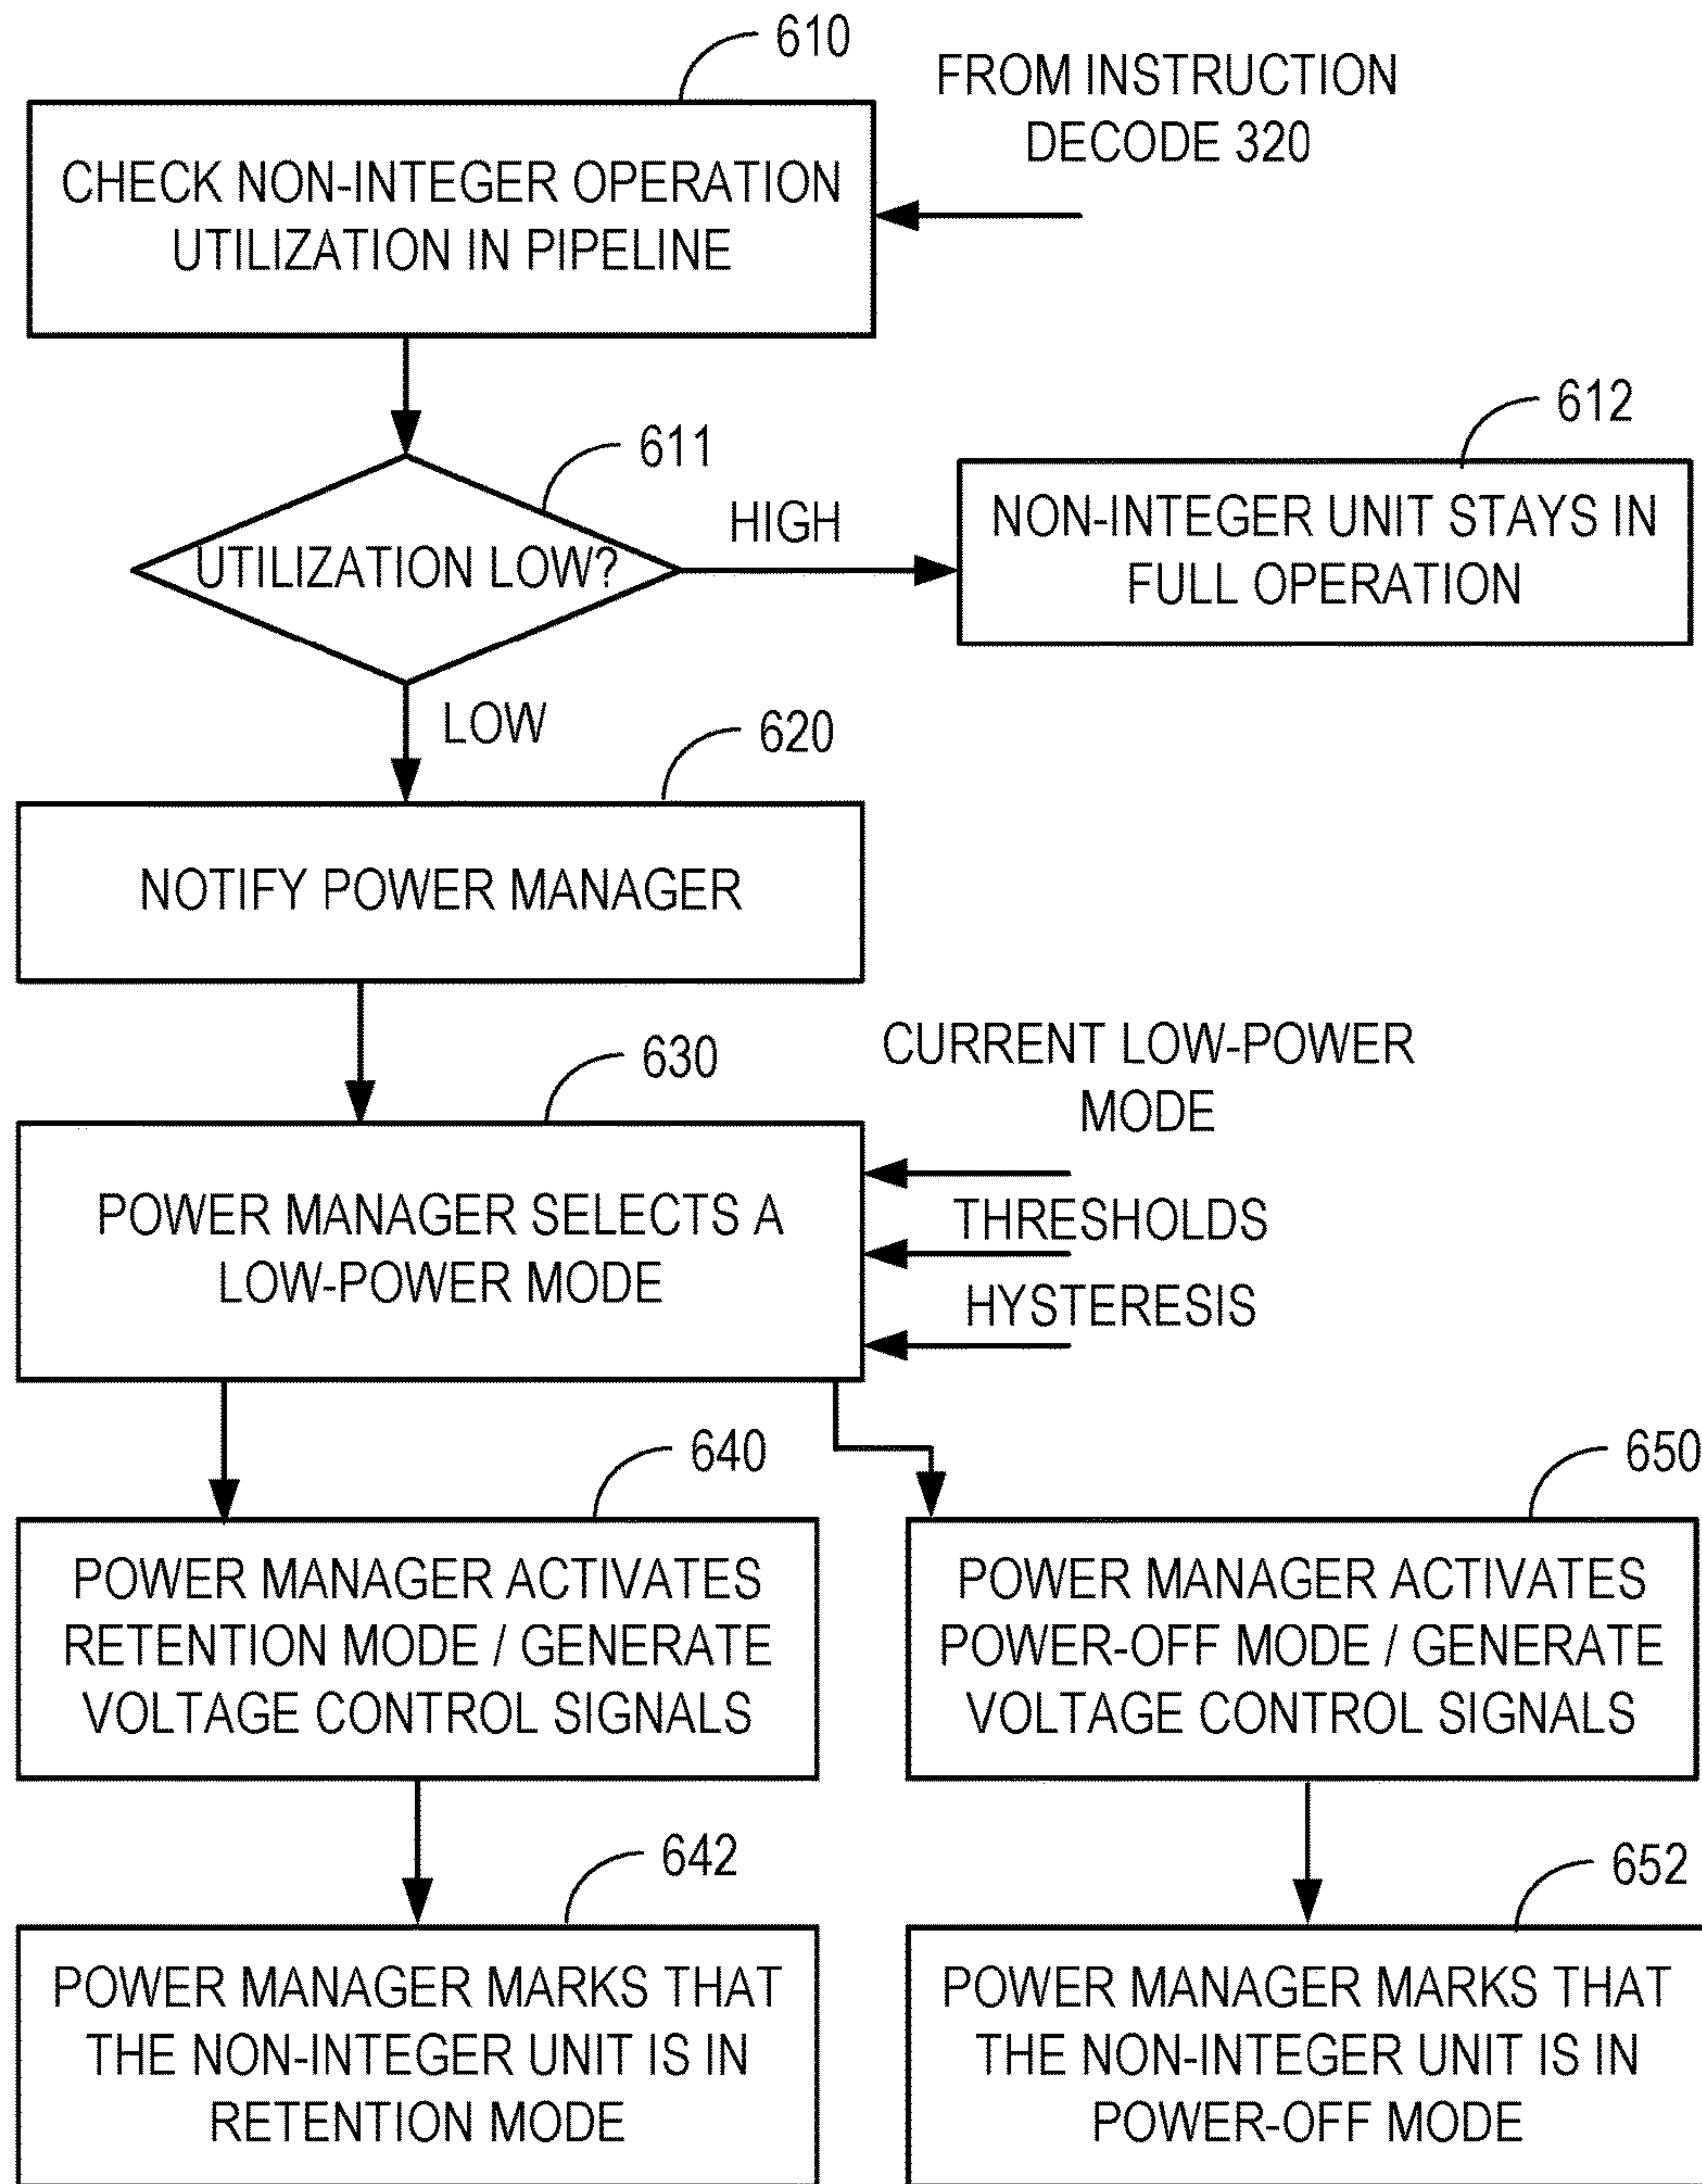 610
FROM INSTRUCTION
DECODE 320
CHECK NON-INTEGER OPERATION
UTILIZATION IN PIPELINE
611
612
UTILIZATION LOW?
HIGH
NON-INTEGER UNIT STAYS IN
FULL OPERATION
LOW
620
NOTIFY POWER MANAGER
630
CURRENT LOW-POWER
MODE
POWER MANAGER SELECTS A
LOW-POWER MODE
THRESHOLDS
HYSTERESIS
640
650
POWER MANAGER ACTIVATES
RETENTION MODE / GENERATE
VOLTAGE CONTROL SIGNALS
POWER MANAGER ACTIVATES
POWER-OFF MODE / GENERATE
VOLTAGE CONTROL SIGNALS
642
652
POWER MANAGER MARKS THAT
THE NON-INTEGER UNIT IS IN
RETENTION MODE
POWER MANAGER MARKS THAT
THE NON-INTEGER UNIT IS IN
POWER-OFF MODE